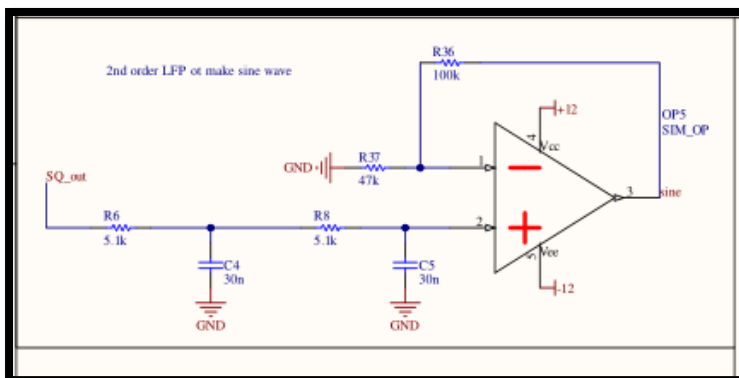 R36
100k
2nd order LFP ot make sine wave
OP5
SIM_OP
+12
4
Vcc
GND
R37
47k
1
SQ_out
3
sine
R6
5.1k
R8
5.1k
2
5
Vee
C4
30n
C5
30n
-12
GND
GND